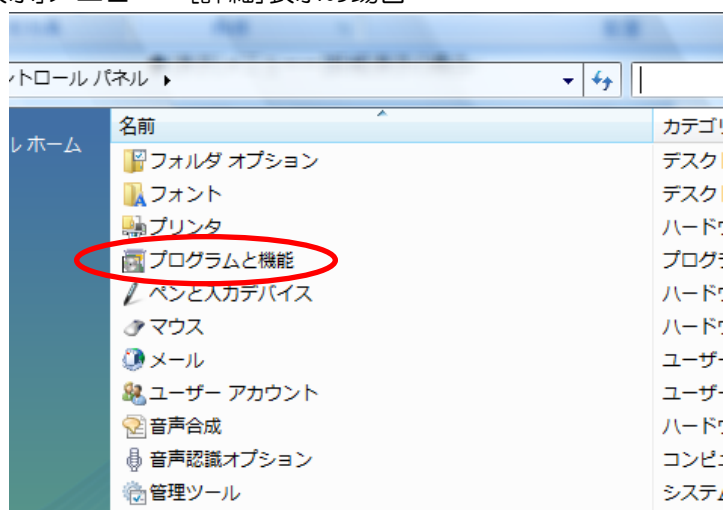 ントロール パネル
ル ホーム
名前 カテゴリ
フォルダ オプション デスク
フォント デスク
プリンタ ハード
プログラムと機能 プログ
ペンと入力デバイス ハード
マウス ハード
メール ユーザー
ユーザー アカウント ユーザー
音声合成 ハード
音声認識オプション コンピ
管理ツール システム